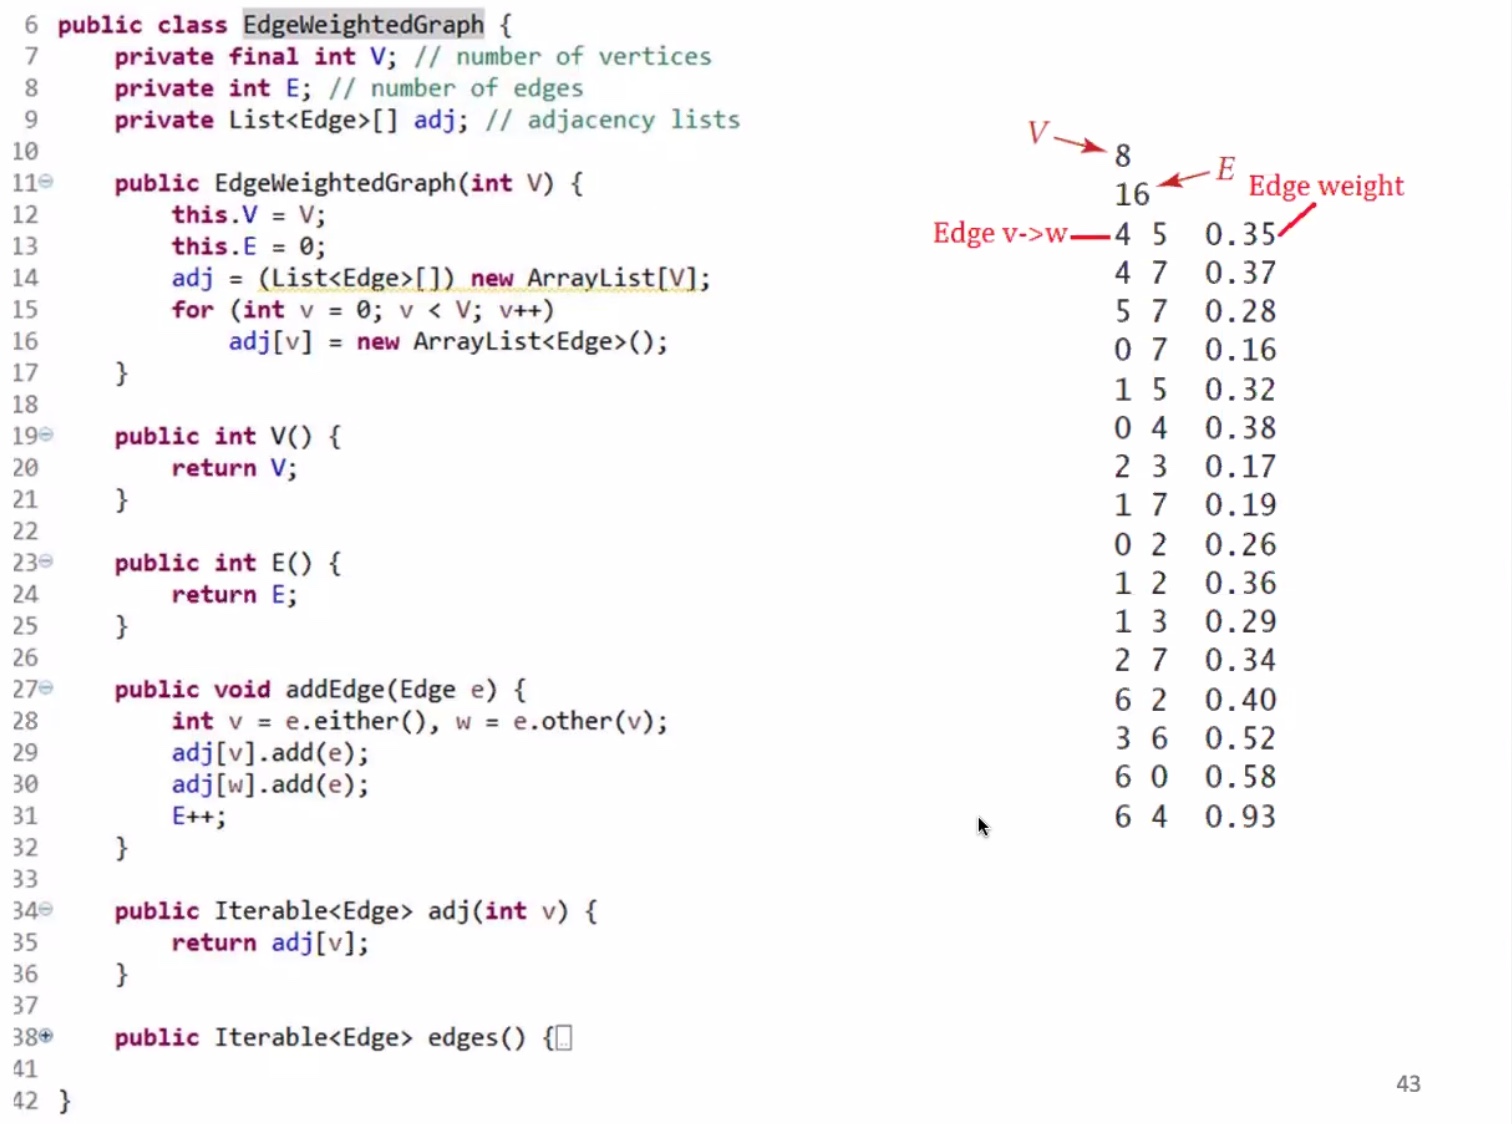 6 public class EdgeWeightedGraph {
7 private final int V; // number of vertices
8 private int E; // number of edges
9 private List<Edge>[] adj; // adjacency lists
10
11 public EdgeWeightedGraph(int V) {
12 this.V = V;
13 this.E = 0;
14 adj = (List<Edge>[]) new ArrayList[V];
15 for (int v = 0; v < V; v++)
16 adj[v] = new ArrayList<Edge>();
17 }
18
19 public int V() {
20 return V;
21 }
22
23 public int E() {
24 return E;
25 }
26
27 public void addEdge(Edge e) {
28 int v = e.either(), w = e.other(v);
29 adj[v].add(e);
30 adj[w].add(e);
31 E++;
32 }
33
34 public Iterable<Edge> adj(int v) {
35 return adj[v];
36 }
37
38 public Iterable<Edge> edges() {
41
42 }
V
8
E
16
Edge weight
Edge v->w
4 5 0.35
4 7 0.37
5 7 0.28
0 7 0.16
1 5 0.32
0 4 0.38
2 3 0.17
1 7 0.19
0 2 0.26
1 2 0.36
1 3 0.29
2 7 0.34
6 2 0.40
3 6 0.52
6 0 0.58
6 4 0.93
43